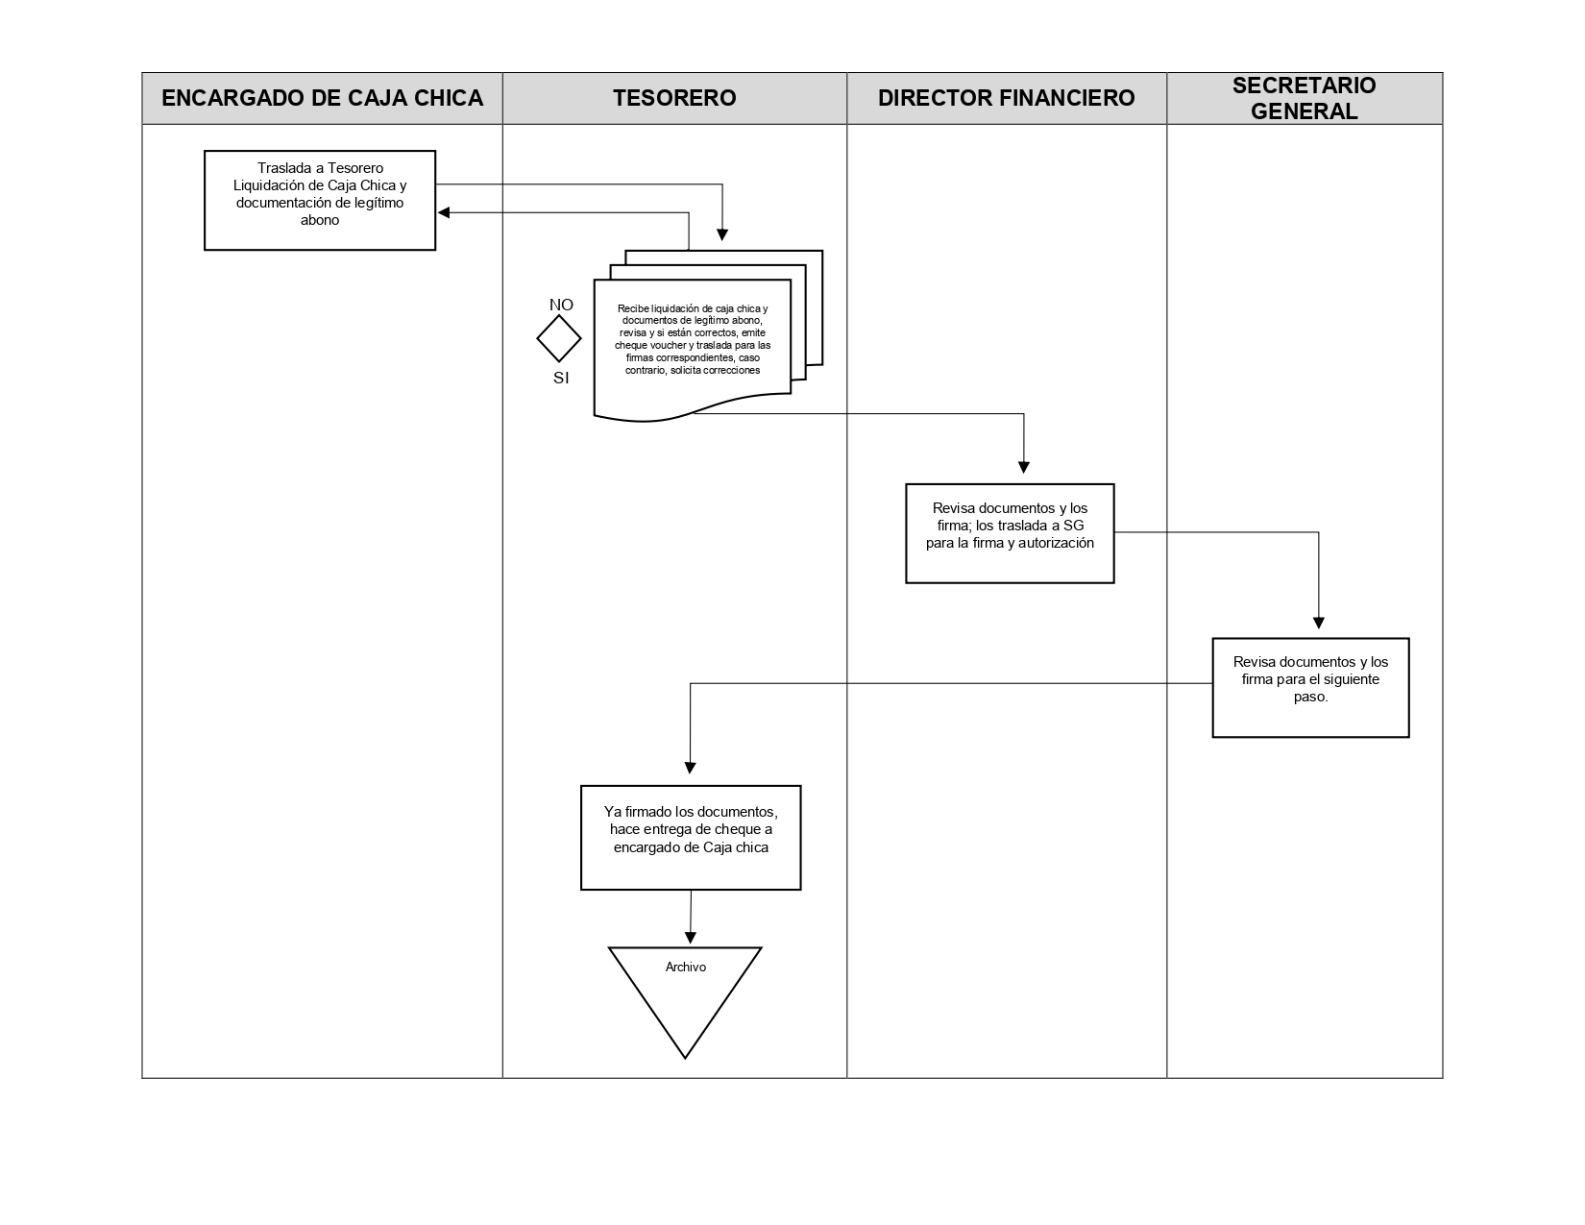 ENCARGADO DE CAJA CHICA
TESORERO
DIRECTOR FINANCIERO
SECRETARIO
GENERAL
Traslada a Tesorero
Liquidación de Caja Chica y
documentación de legítimo
abono
NO
SI
Recibe liquidación de caja chica y
documentos de legítimo abono,
revisa y si están correctos, emite
cheque voucher y traslada para las
firmas correspondientes, caso
contrario, solicita correcciones
Revisa documentos y los
firma; los traslada a SG
para la firma y autorización
Revisa documentos y los
firma para el siguiente
paso.
Ya firmado los documentos,
hace entrega de cheque a
encargado de Caja chica
Archivo